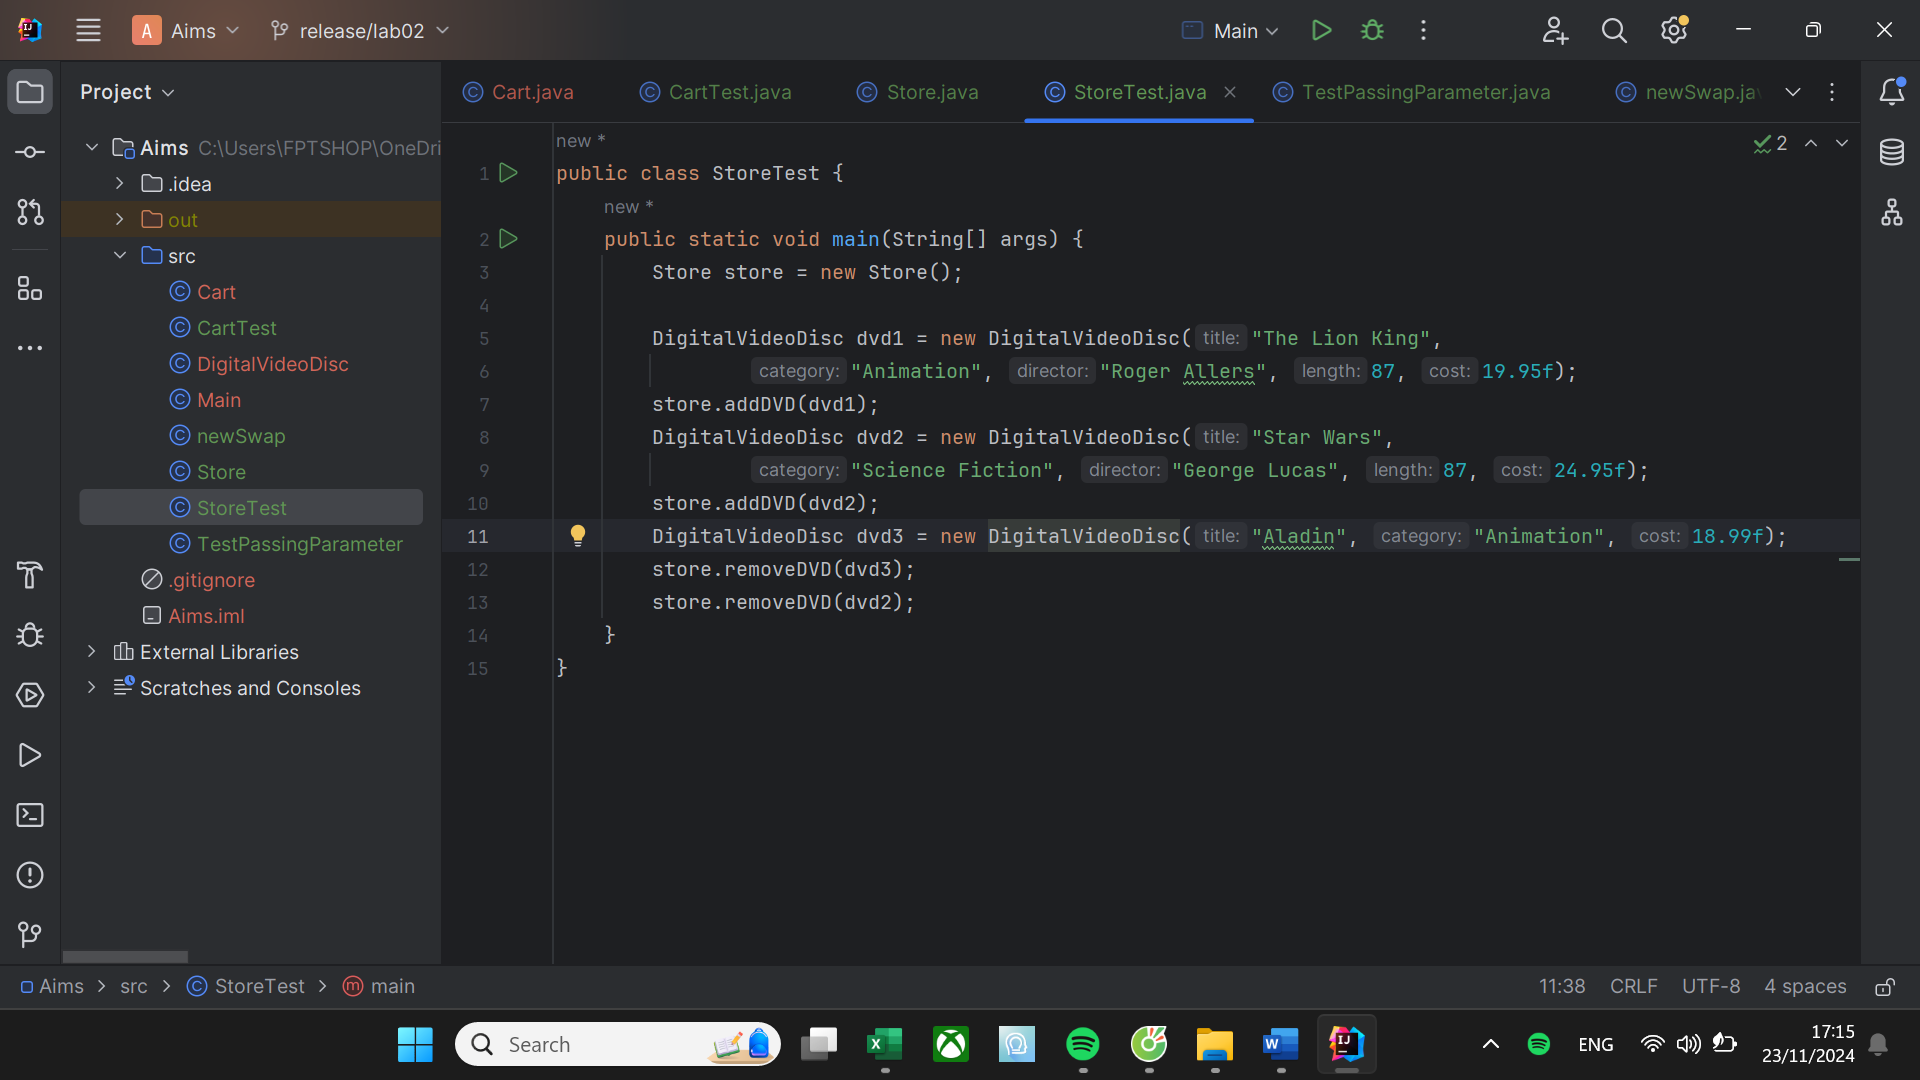 A Aims release/lab02 Main
Project
Cart.java CartTest.java Store.java StoreTest.java TestPassingParameter.java newSwap.jav
Aims C:\Users\FPTSHOP\OneDri
.idea
out
src
Cart
CartTest
DigitalVideoDisc
Main
newSwap
Store
StoreTest
TestPassingParameter
.gitignore
Aims.iml
External Libraries
Scratches and Consoles
new *
2
1 public class StoreTest {
new *
2 public static void main(String[] args) {
3 Store store = new Store();
4
5 DigitalVideoDisc dvd1 = new DigitalVideoDisc( title: "The Lion King",
6 category: "Animation", director: "Roger Allers", length: 87, cost: 19.95f);
7 store.addDVD(dvd1);
8 DigitalVideoDisc dvd2 = new DigitalVideoDisc( title: "Star Wars",
9 category: "Science Fiction", director: "George Lucas", length: 87, cost: 24.95f);
10 store.addDVD(dvd2);
11 DigitalVideoDisc dvd3 = new DigitalVideoDisc( title: "Aladin", category: "Animation", cost: 18.99f);
12 store.removeDVD(dvd3);
13 store.removeDVD(dvd2);
14 }
15 }
Aims > src > StoreTest > main
11:38 CRLF UTF-8 4 spaces
Search
ENG
17:15
23/11/2024